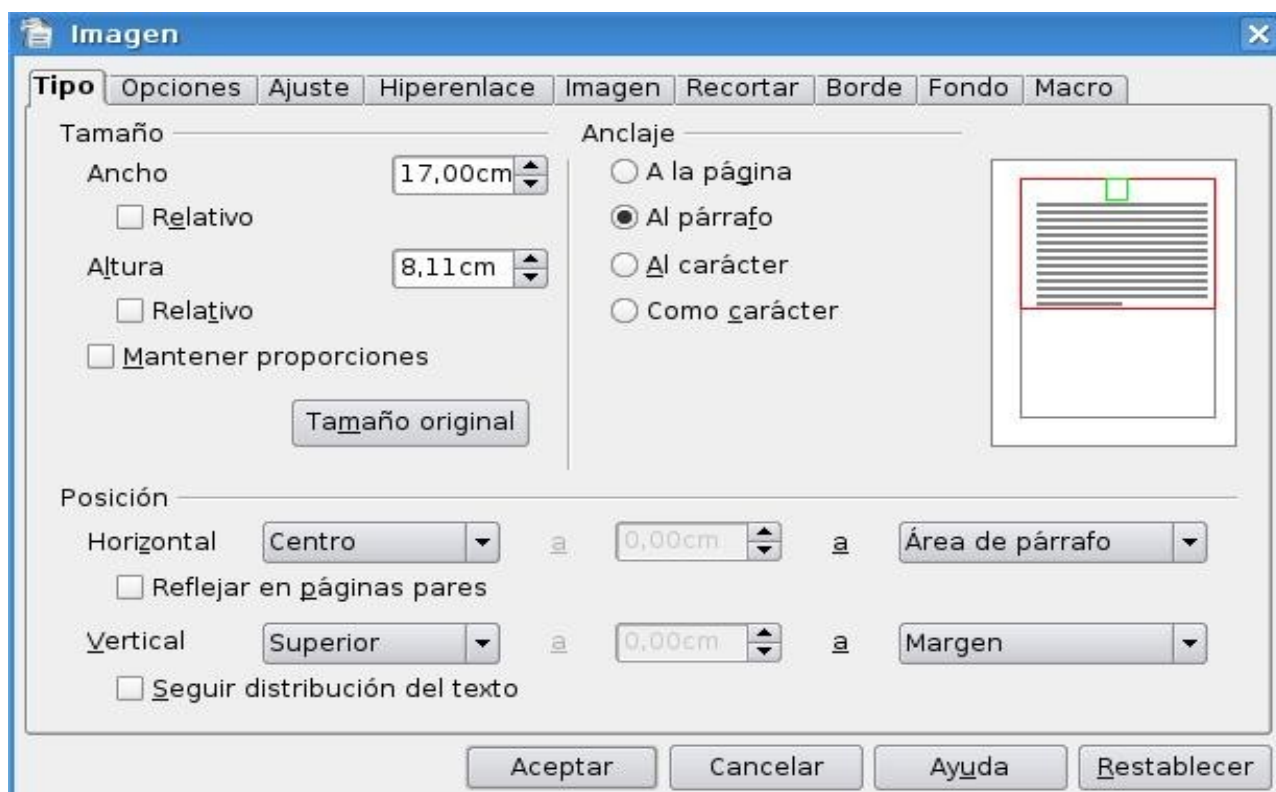 Imagen
Tipo Opciones Ajuste Hiperenlace Imagen Recortar Borde Fondo Macro
Tamaño
Ancho 17,00cm
Relativo
Altura 8,11cm
Relativo
Mantener proporciones
Tamaño original
Anclaje
A la página
Al párrafo
Al carácter
Como carácter
Posición
Horizontal Centro a 0,00cm a Área de párrafo
Reflejar en páginas pares
Vertical Superior a 0,00cm a Margen
Seguir distribución del texto
Aceptar Cancelar Ayuda Restablecer